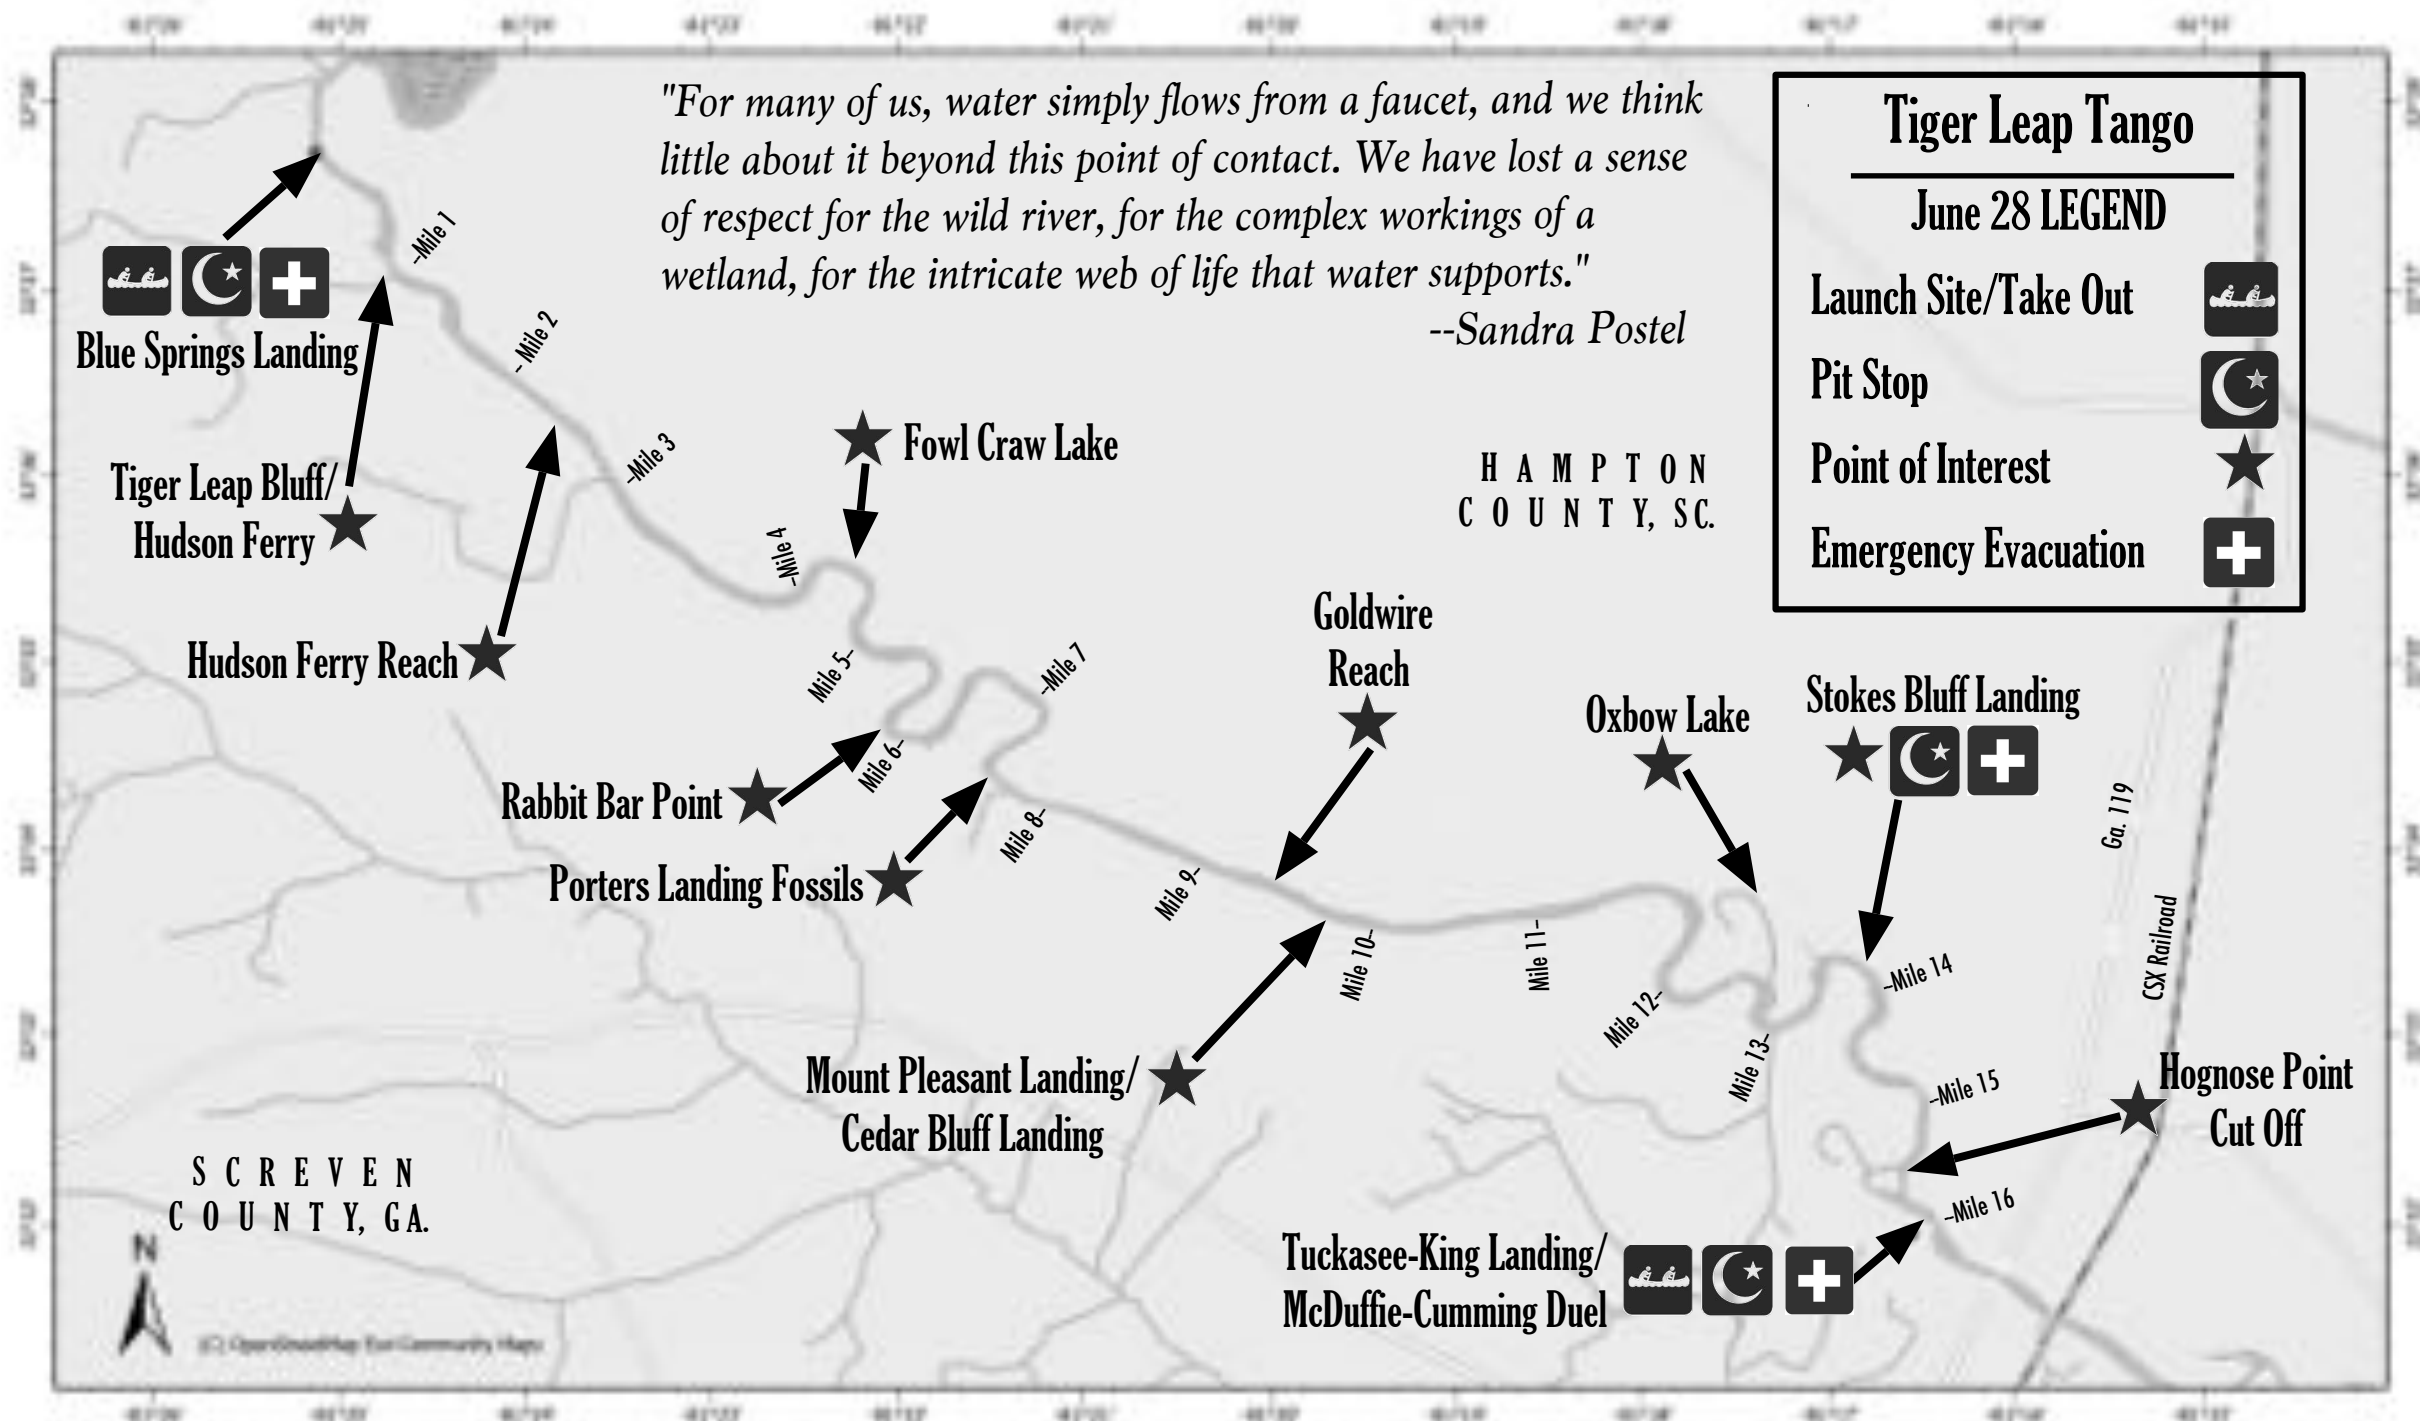 "For many of us, water simply flows from a faucet, and we think
little about it beyond this point of contact. We have lost a sense
of respect for the wild river, for the complex workings of a
wetland, for the intricate web of life that water supports."
--Sandra Postel
Tiger Leap Tango
June 28 LEGEND
Launch Site/Take Out
Pit Stop
Point of Interest
Emergency Evacuation
Blue Springs Landing
-Mile 1
- Mile 2
-Mile 3
Tiger Leap Bluff/
Hudson Ferry
Hudson Ferry Reach
Fowl Craw Lake
-Mile 4
Mile 5-
Mile 6-
-Mile 7
Rabbit Bar Point
Porters Landing Fossils
Mile 8-
Mile 9-
HAMPTON
COUNTY, SC.
Goldwire
Reach
Mile 10-
Mile 11-
Oxbow Lake
Stokes Bluff Landing
Mile 12-
Mile 13-
-Mile 14
-Mile 15
-Mile 16
Ga. 119
CSX Railroad
Hognose Point
Cut Off
Mount Pleasant Landing/
Cedar Bluff Landing
Tuckasee-King Landing/
McDuffie-Cumming Duel
SCREVEN
COUNTY, GA.
N
(C) OpenStreetMap Esri Community Maps